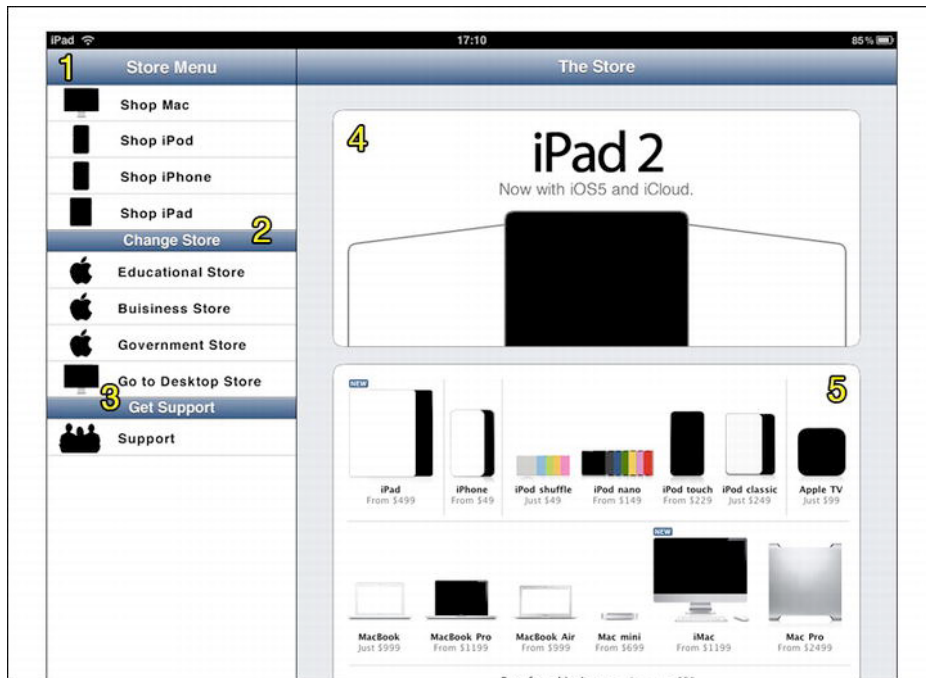 iPad 17:10 85%
1 Store Menu The Store
Shop Mac
Shop iPod
Shop iPhone
Shop iPad
Change Store 2
Educational Store
Buisiness Store
Government Store
Go to Desktop Store
3
Get Support
Support
4
iPad 2
Now with iOS5 and iCloud.
5
NEW
iPad iPhone iPod shuffle iPod nano iPod touch iPod classic Apple TV
From $499 From $49 Just $49 From $149 From $229 Just $249 Just $99
NEW
MacBook MacBook Pro MacBook Air Mac mini iMac Mac Pro
Just $999 From $1199 From $999 From $699 From $1199 From $2499